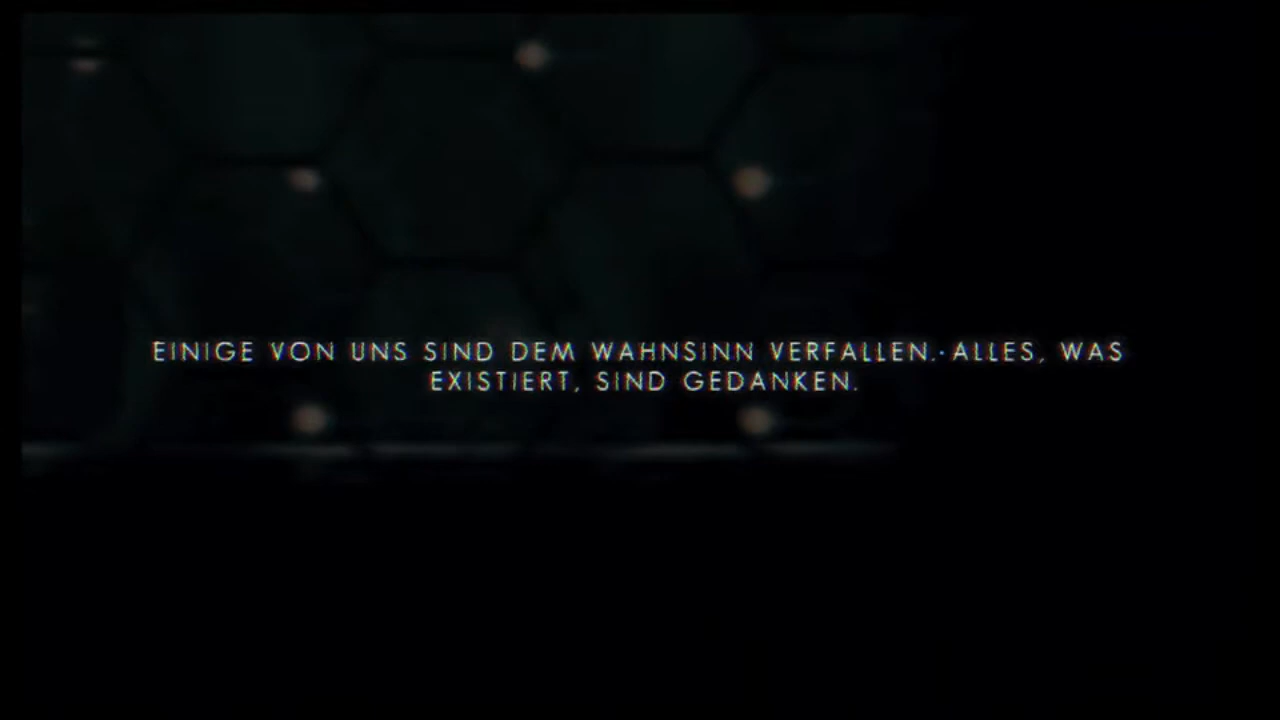 EINIGE VON UNS SIND DEM WAHNSINN VERFALLEN. ALLES, WAS
EXISTIERT, SIND GEDANKEN.